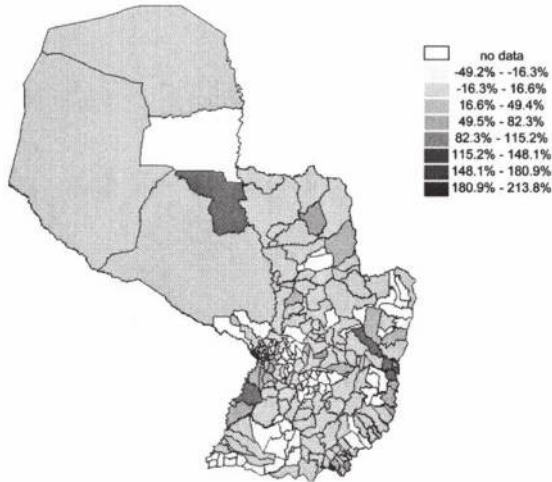 no data
-49.2% - -16.3%
-16.3% - 16.6%
16.6% - 49.4%
49.5% - 82.3%
82.3% - 115.2%
115.2% - 148.1%
148.1% - 180.9%
180.9% - 213.8%